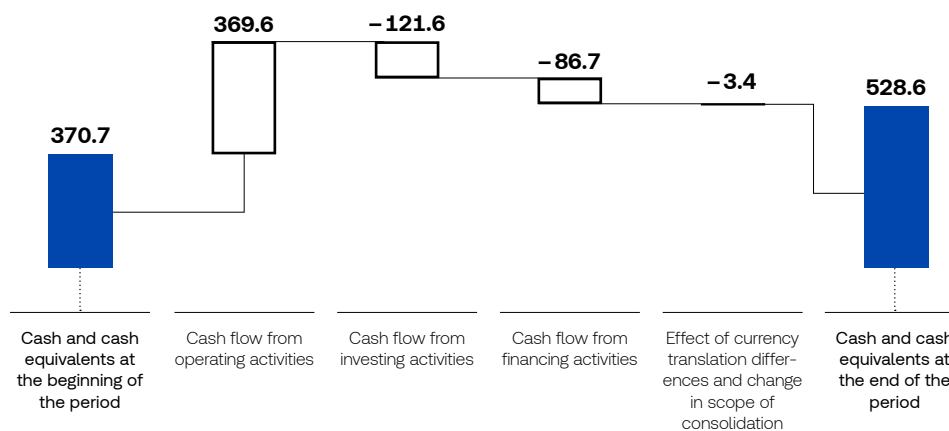 369.6
–121.6
–86.7
–3.4
528.6
370.7
Cash and cash
equivalents at
the beginning of
the period
Cash flow from
operating activities
Cash flow from
investing activities
Cash flow from
financing activities
Effect of currency
translation differ-
ences and change
in scope of
consolidation
Cash and cash
equivalents at
the end of the
period